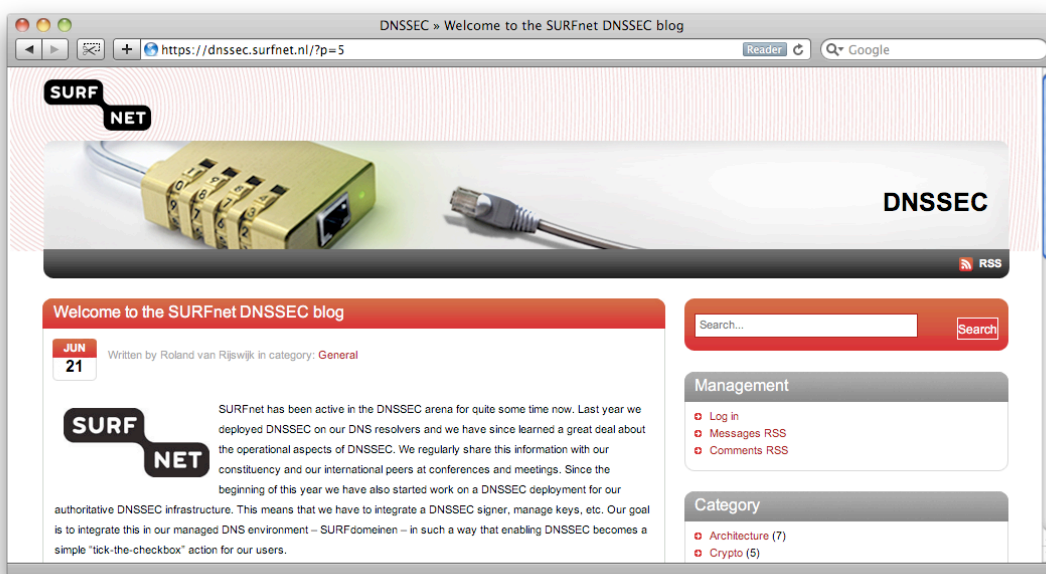 DNSSEC » Welcome to the SURFnet DNSSEC blog
https://dnssec.surfnet.nl/?p=5
Reader
Google
SURF
NET
DNSSEC
RSS
Welcome to the SURFnet DNSSEC blog
JUN
21
Written by Roland van Rijswijk in category: General
SURF
NET
SURFnet has been active in the DNSSEC arena for quite some time now. Last year we
deployed DNSSEC on our DNS resolvers and we have since learned a great deal about
the operational aspects of DNSSEC. We regularly share this information with our
constituency and our international peers at conferences and meetings. Since the
beginning of this year we have also started work on a DNSSEC deployment for our
authoritative DNSSEC infrastructure. This means that we have to integrate a DNSSEC signer, manage keys, etc. Our goal
is to integrate this in our managed DNS environment – SURFdomeinen – in such a way that enabling DNSSEC becomes a
simple “tick-the-checkbox” action for our users.
Search...
Search
Management
Log in
Messages RSS
Comments RSS
Category
Architecture (7)
Crypto (5)